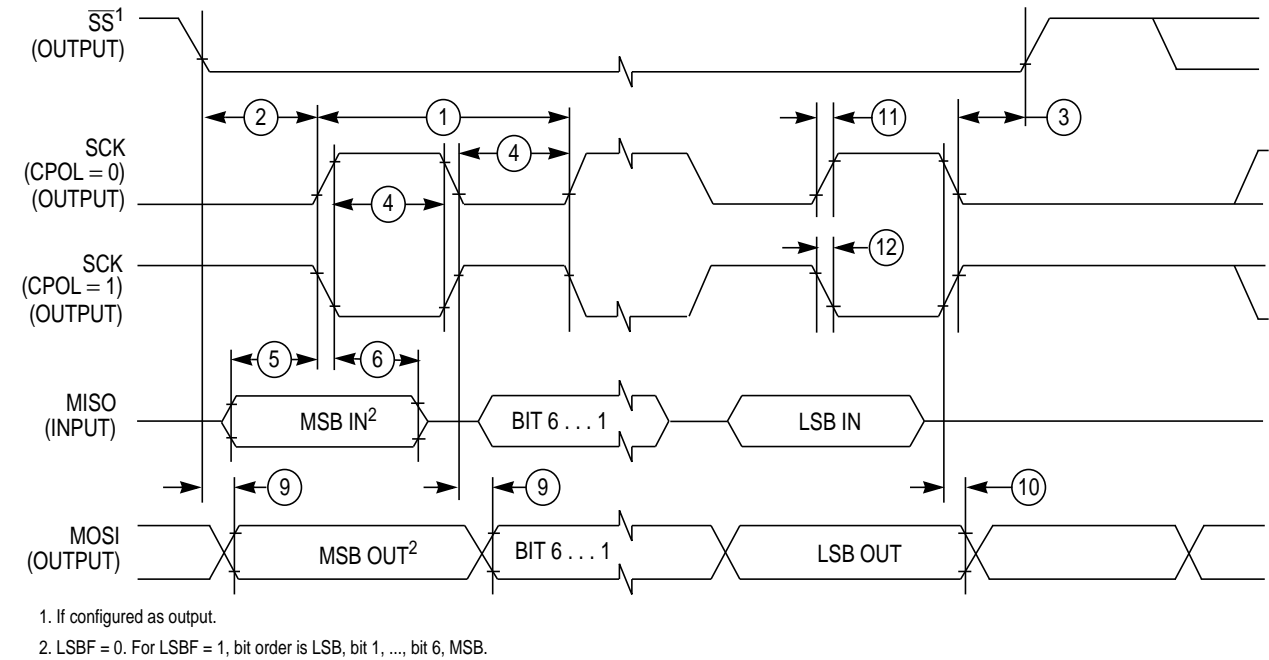 SS1
(OUTPUT)
2
1
11
3
SCK
(CPOL = 0)
(OUTPUT)
4
4
12
SCK
(CPOL = 1)
(OUTPUT)
5
6
MISO
(INPUT)
MSB IN2
BIT 6 . . . 1
LSB IN
9
9
10
MOSI
(OUTPUT)
MSB OUT2
BIT 6 . . . 1
LSB OUT
1. If configured as output.
2. LSBF = 0. For LSBF = 1, bit order is LSB, bit 1, ..., bit 6, MSB.